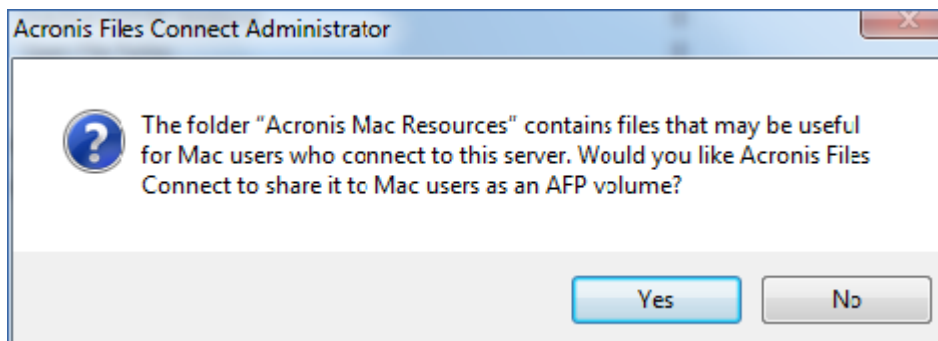 Acronis Files Connect Administrator
The folder “Acronis Mac Resources” contains files that may be useful
for Mac users who connect to this server. Would you like Acronis Files
Connect to share it to Mac users as an AFP volume?
Yes No